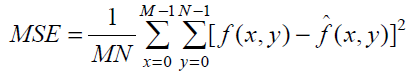 MSE = \frac{1}{MN} \sum_{x=0}^{M-1} \sum_{y=0}^{N-1} [f(x, y) - \hat{f}(x, y)]^2